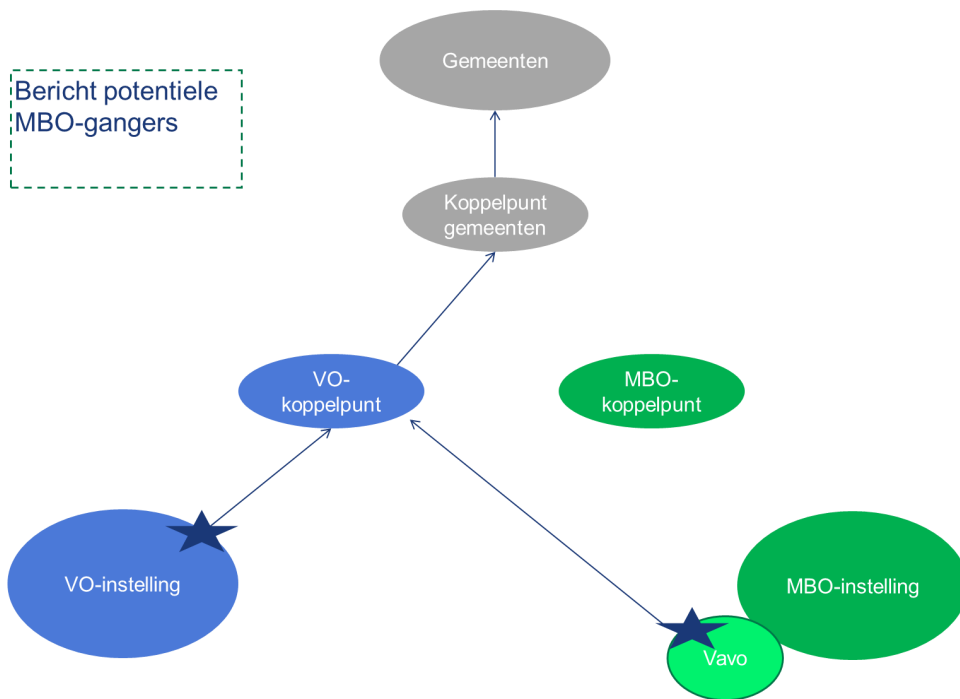 Gemeenten
Bericht potentiele
MBO-gangers
Koppelpunt
gemeenten
VO-
koppelpunt
MBO-
koppelpunt
VO-instelling
MBO-instelling
Vavo